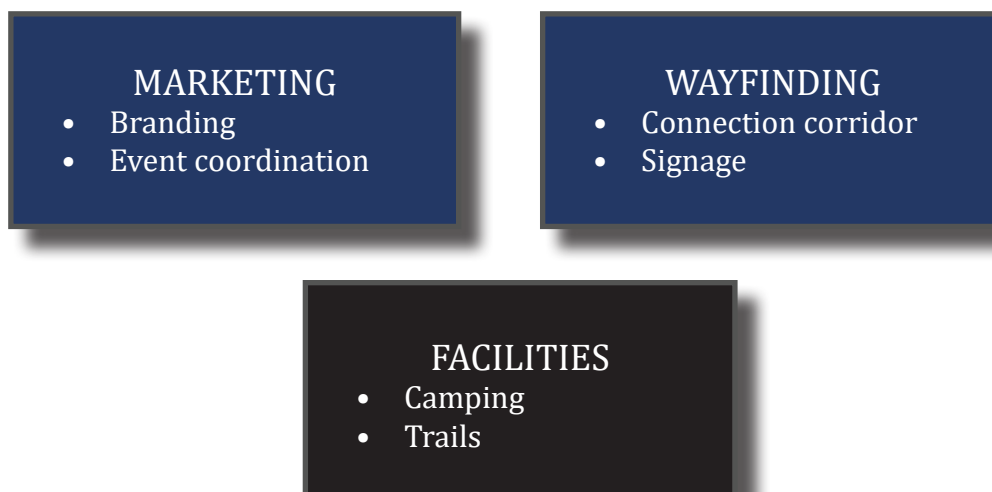 MARKETING
• Branding
• Event coordination
WAYFINDING
• Connection corridor
• Signage
FACILITIES
• Camping
• Trails